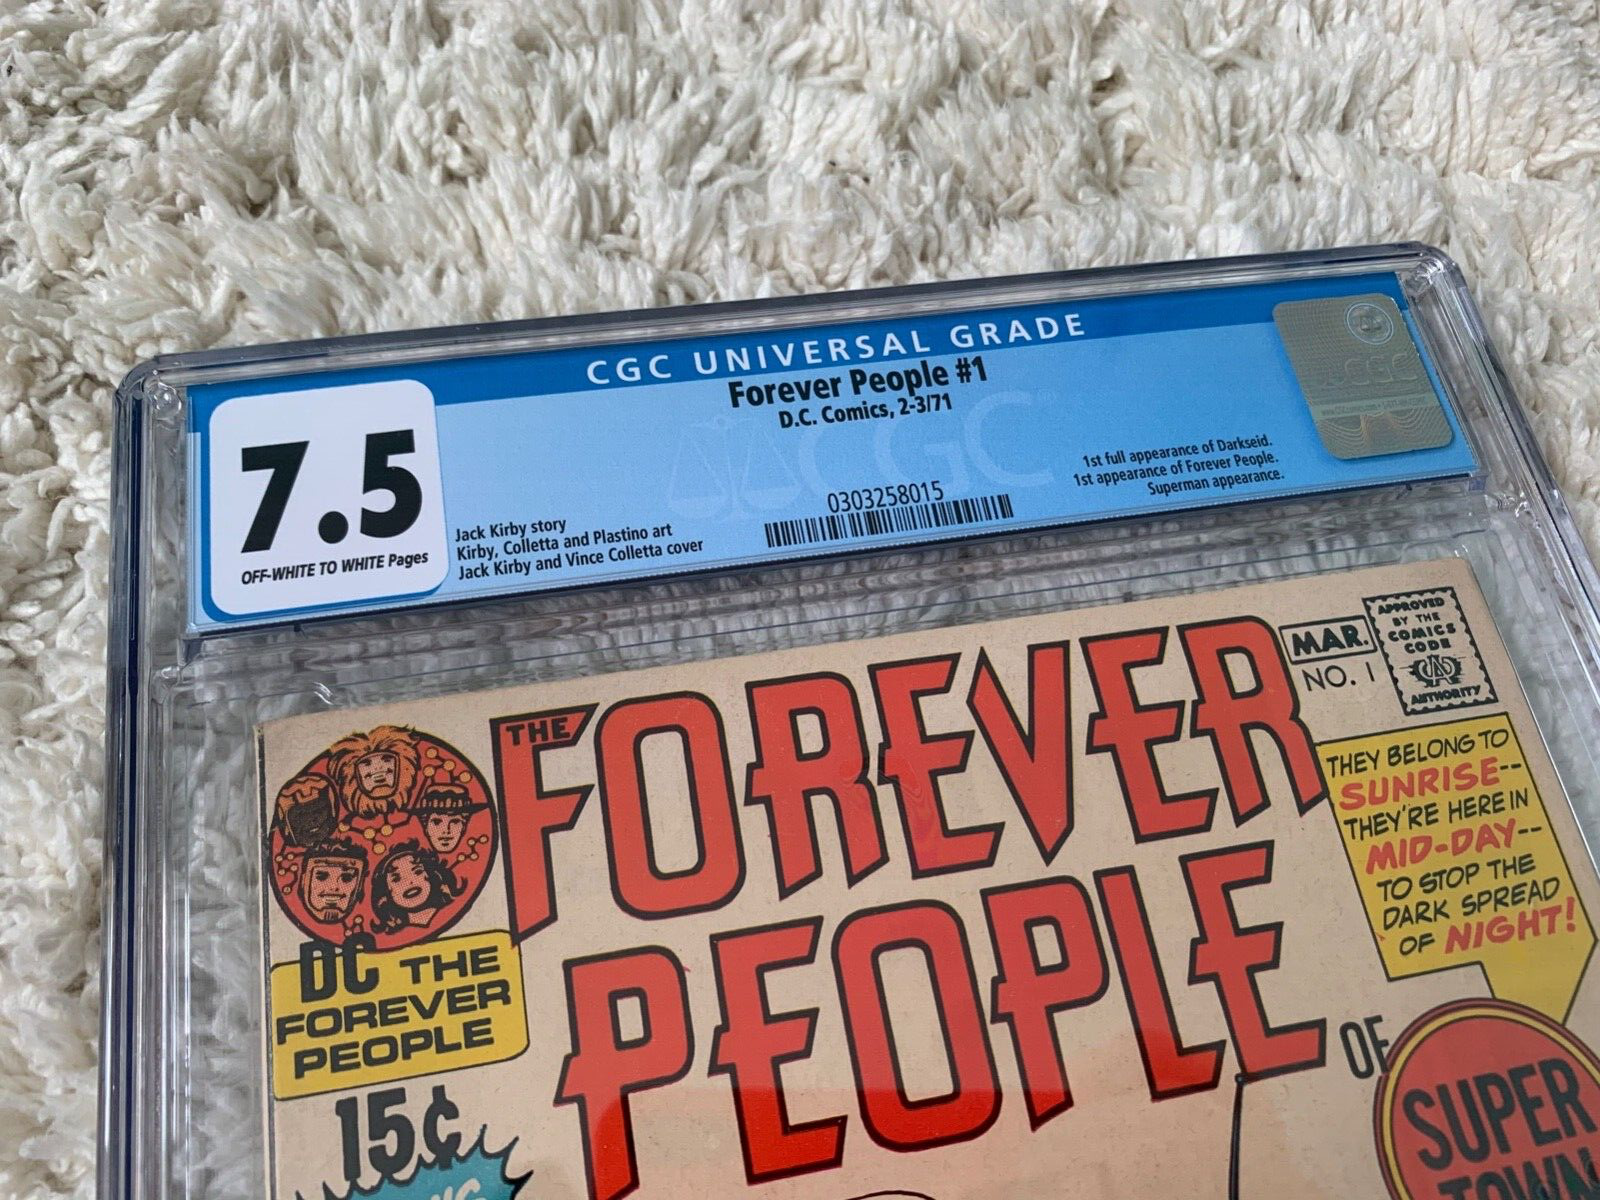 CGC UNIVERSAL GRADE
Forever People #1
D.C. Comics, 2-3/71
7.5
OFF-WHITE TO WHITE Pages
Jack Kirby story
Kirby, Colletta and Plastino art
Jack Kirby and Vince Colletta cover
0303258015
1st full appearance of Darkseid.
1st appearance of Forever People.
Superman appearance.
CGC
THE
FOREVER
PEOPLE
MAR.
NO. 1
APPROVED
BY THE
COMICS
CODE
CA
AUTHORITY
THEY BELONG TO
SUNRISE--
THEY'RE HERE IN
MID-DAY--
TO STOP THE
DARK SPREAD
OF NIGHT!
DC THE
FOREVER
PEOPLE
15¢
OF
SUPER
TOWN